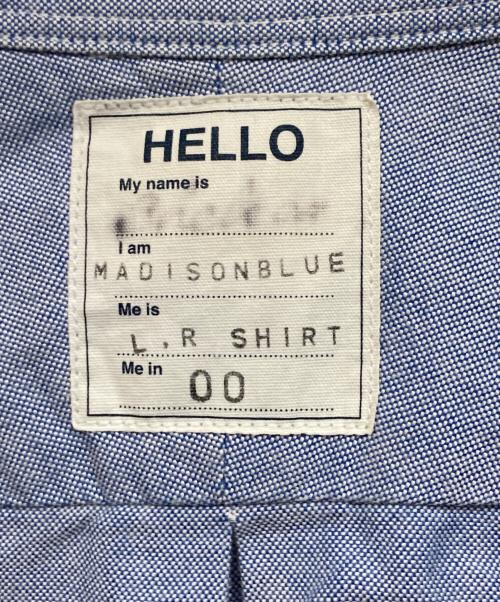 HELLO
My name is
I am
MADISONBLUE
Me is
L.R SHIRT
Me in
00